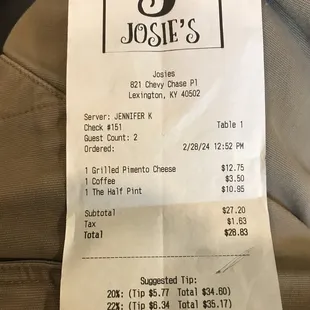 JOSIE'S
Josies
821 Chevy Chase Pl
Lexington, KY 40502
Server: JENNIFER K
Check #151 Table 1
Guest Count: 2
Ordered: 2/28/24 12:52 PM
1 Grilled Pimento Cheese $12.75
1 Coffee $3.50
1 The Half Pint $10.95
Subtotal $27.20
Tax $1.63
Total $28.83
Suggested Tip:
20%: (Tip $5.77 Total $34.60)
22%: (Tip $6.34 Total $35.17)